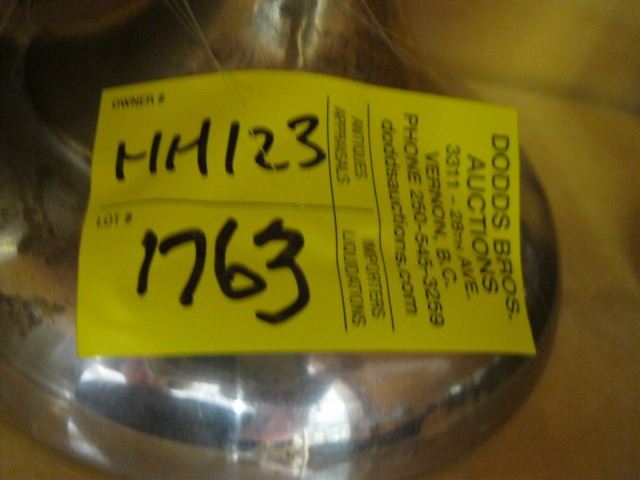 OWNER #
HH123
LOT #
1763
ANTIQUES
APPRAISALS
IMPORTERS
LIQUIDATIONS
DODDS BROS.
AUCTIONS
3311 - 28TH AVE.
VERNON, B.C.
PHONE 250-545-3259
doddsauctions.com